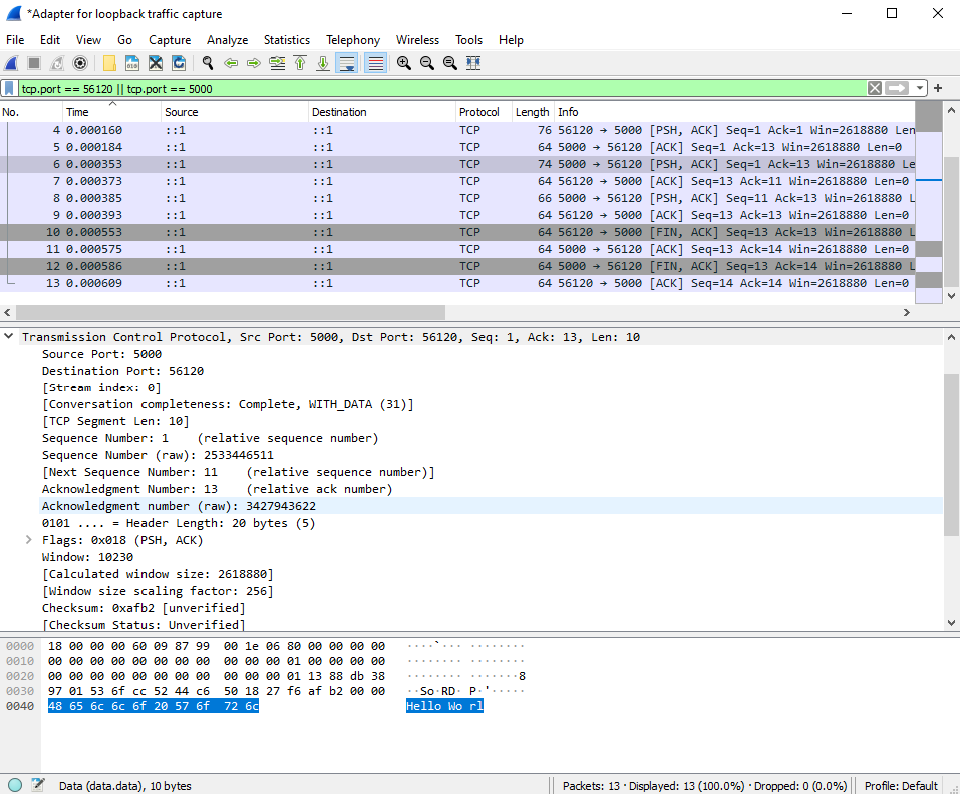 *Adapter for loopback traffic capture
File Edit View Go Capture Analyze Statistics Telephony Wireless Tools Help
tcp.port == 56120 || tcp.port == 5000
No. Time Source Destination Protocol Length Info
4 0.000160 ::1 ::1 TCP 76 56120 → 5000 [PSH, ACK] Seq=1 Ack=1 Win=2618880 Len
5 0.000184 ::1 ::1 TCP 64 5000 → 56120 [ACK] Seq=1 Ack=13 Win=2618880 Len=0
6 0.000353 ::1 ::1 TCP 74 5000 → 56120 [PSH, ACK] Seq=1 Ack=13 Win=2618880 Le
7 0.000373 ::1 ::1 TCP 64 56120 → 5000 [ACK] Seq=13 Ack=11 Win=2618880 Len=0
8 0.000385 ::1 ::1 TCP 66 5000 → 56120 [PSH, ACK] Seq=11 Ack=13 Win=2618880 L
9 0.000393 ::1 ::1 TCP 64 56120 → 5000 [ACK] Seq=13 Ack=13 Win=2618880 Len=0
10 0.000553 ::1 ::1 TCP 64 56120 → 5000 [FIN, ACK] Seq=13 Ack=13 Win=2618880 L
11 0.000575 ::1 ::1 TCP 64 5000 → 56120 [ACK] Seq=13 Ack=14 Win=2618880 Len=0
12 0.000586 ::1 ::1 TCP 64 5000 → 56120 [FIN, ACK] Seq=13 Ack=14 Win=2618880 L
13 0.000609 ::1 ::1 TCP 64 56120 → 5000 [ACK] Seq=14 Ack=14 Win=2618880 Len=0
Transmission Control Protocol, Src Port: 5000, Dst Port: 56120, Seq: 1, Ack: 13, Len: 10
Source Port: 5000
Destination Port: 56120
[Stream index: 0]
[Conversation completeness: Complete, WITH_DATA (31)]
[TCP Segment Len: 10]
Sequence Number: 1 (relative sequence number)
Sequence Number (raw): 2533446511
[Next Sequence Number: 11 (relative sequence number)]
Acknowledgment Number: 13 (relative ack number)
Acknowledgment number (raw): 3427943622
0101 .... = Header Length: 20 bytes (5)
Flags: 0x018 (PSH, ACK)
Window: 10230
[Calculated window size: 2618880]
[Window size scaling factor: 256]
Checksum: 0xafb2 [unverified]
[Checksum Status: Unverified]
0000 18 00 00 00 60 09 87 99 00 1e 06 80 00 00 00 00 ····`··· ········
0010 00 00 00 00 00 00 00 00 00 00 00 01 00 00 00 00 ········ ········
0020 00 00 00 00 00 00 00 00 00 00 00 01 13 88 db 38 ········ ·······8
0030 97 01 53 6f cc 52 44 c6 50 18 27 f6 af b2 00 00 ··So·RD· P·'·····
0040 48 65 6c 6c 6f 20 57 6f 72 6c Hello Wo rl
Data (data.data), 10 bytes Packets: 13 · Displayed: 13 (100.0%) · Dropped: 0 (0.0%) Profile: Default